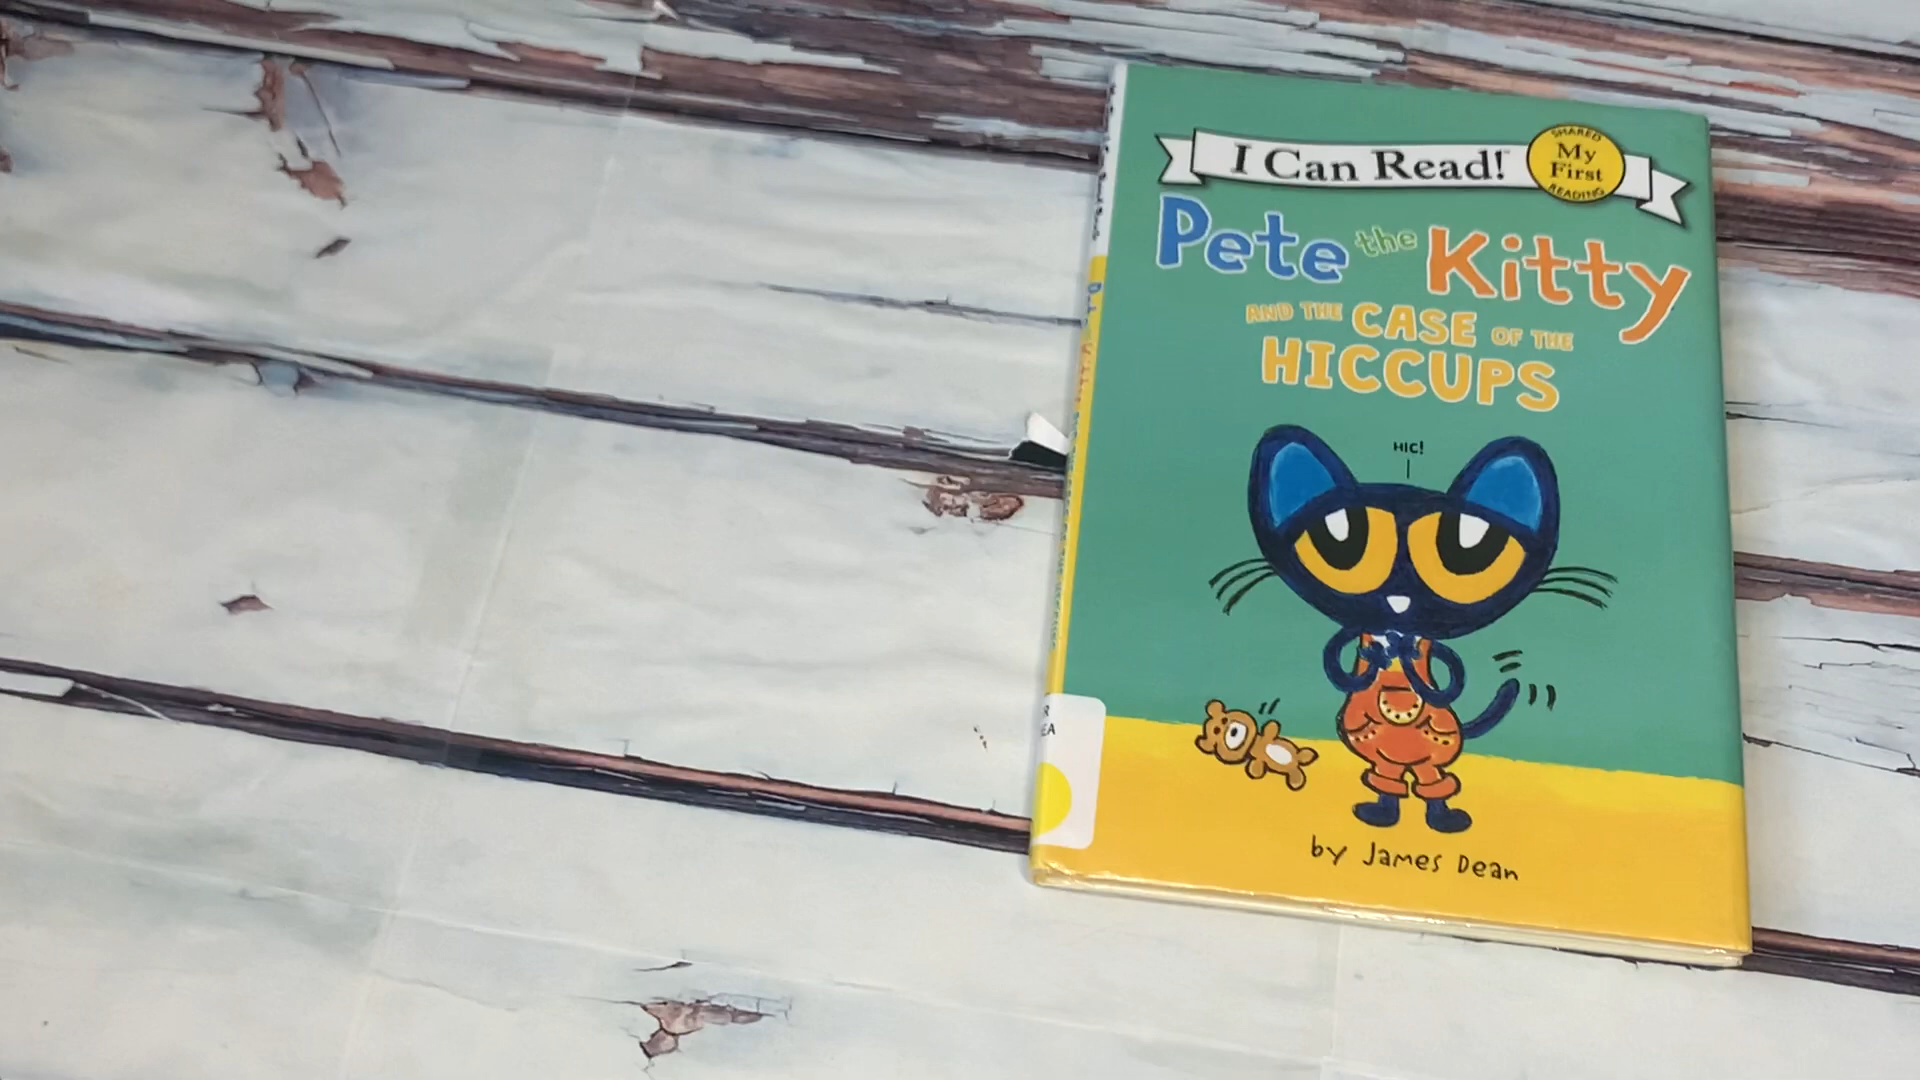 I Can Read!
SHARED
My
First
READING
Pete the Kitty
AND THE CASE OF THE
HICCUPS
HIC!
by James Dean
R
EA